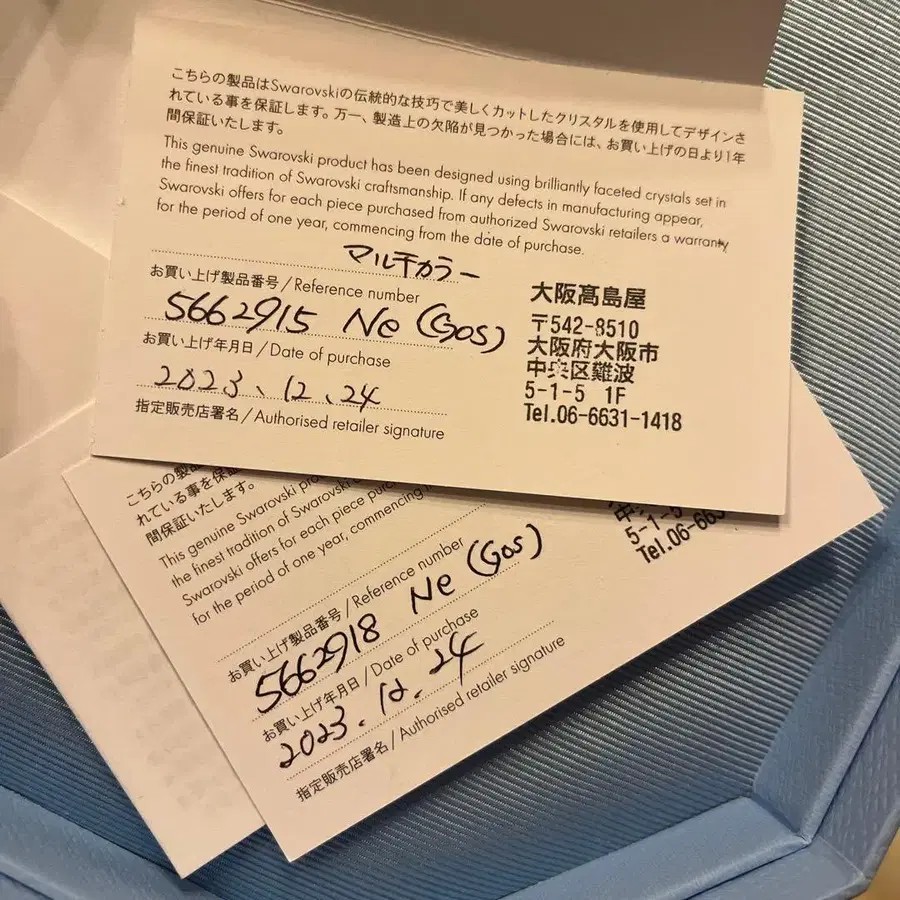 こちらの製品はSwarovskiの伝統的な技巧で美しくカットしたクリスタルを使用してデザインさ
れている事を保証します。万一、製造上の欠陥が見つかった場合には、お買い上げの日より1年
間保証いたします。
This genuine Swarovski product has been designed using brilliantly faceted crystals set in
the finest tradition of Swarovski craftsmanship. If any defects in manufacturing appear,
Swarovski offers for each piece purchased from authorized Swarovski retailers a warranty
for the period of one year, commencing from the date of purchase.
マルチカラー
お買い上げ製品番号 / Reference number
5662915 Ne (Gos)
お買い上げ年月日 / Date of purchase
2023、12、24
指定販売店署名 / Authorised retailer signature
大阪髙島屋
〒542-8510
大阪府大阪市
中央区難波
5-1-5 1F
Tel.06-6631-1418
こちらの製品
れている事を保証
間保証いたします。
This genuine Swarovski
the finest tradition of Swarovski
Swarovski offers for each piece
for the period of one year, commencing
お買い上げ製品番号 / Reference number
5662918 Ne (Gos)
お買い上げ年月日 / Date of purchase
2023.12.24
指定販売店署名 / Authorised retailer signature
5-1-5
Tel.06-663